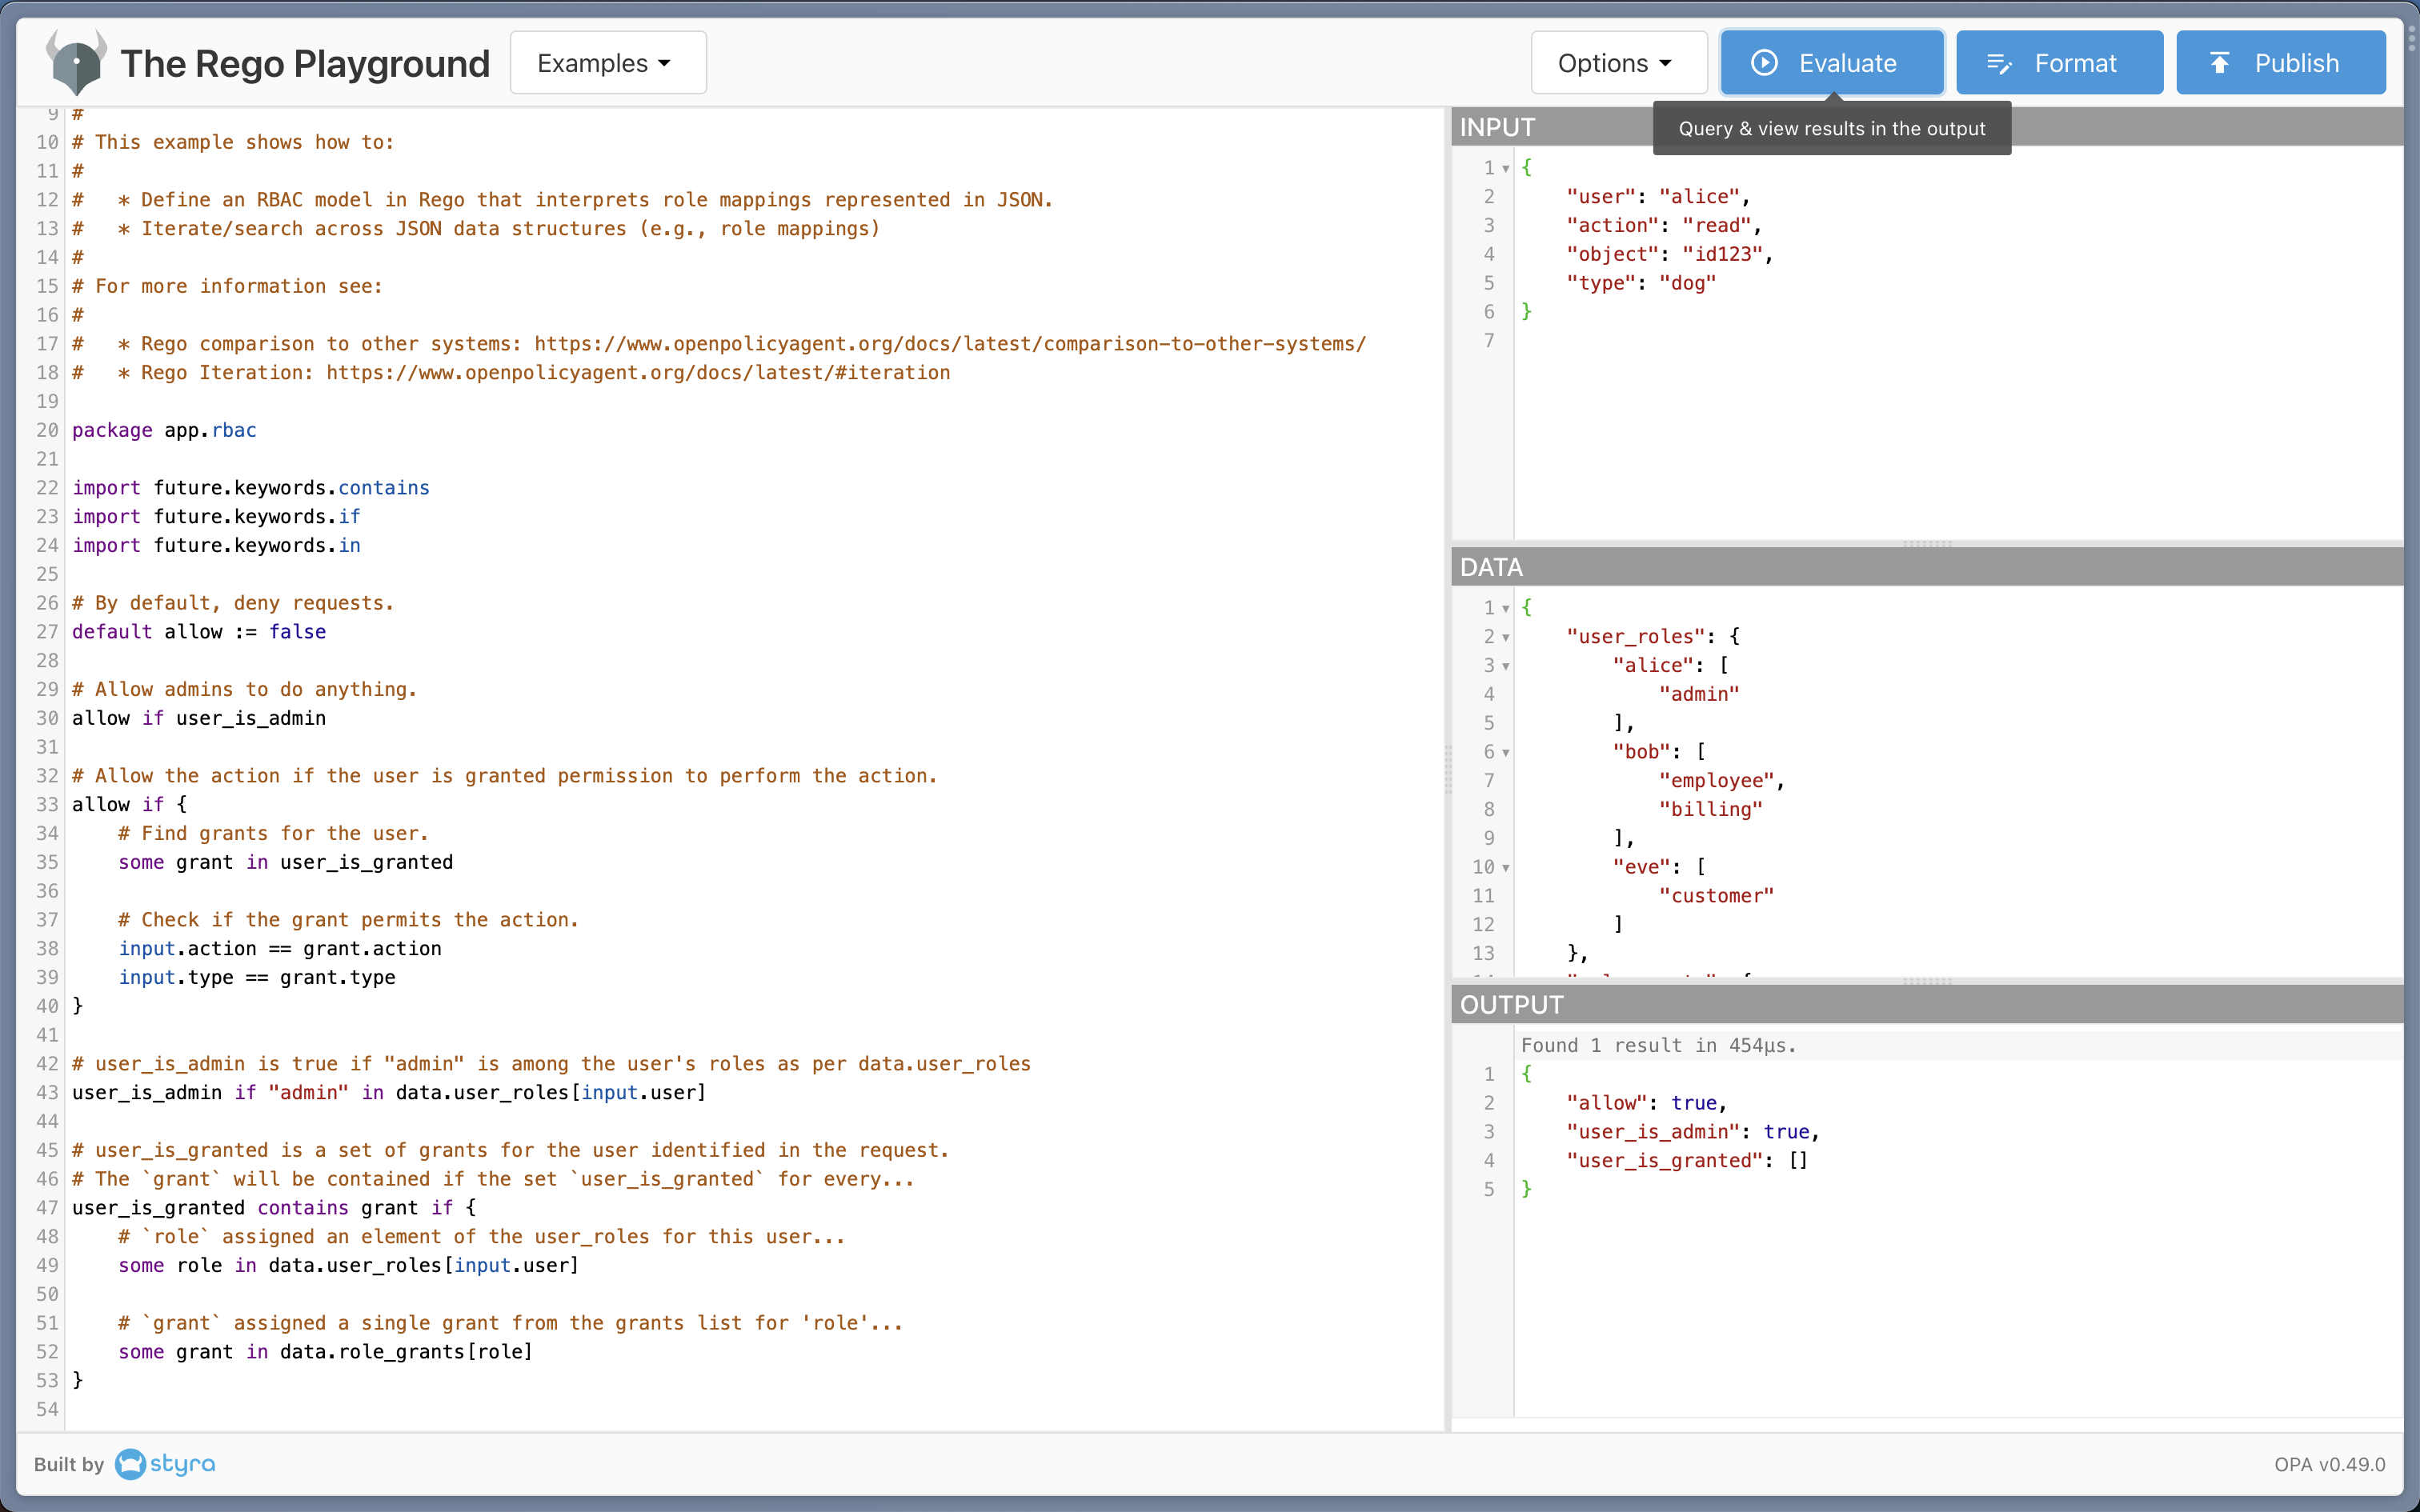 The Rego Playground
Examples
Options
Evaluate
Format
Publish
Query & view results in the output
9 #
10 # This example shows how to:
11 #
12 #   * Define an RBAC model in Rego that interprets role mappings represented in JSON.
13 #   * Iterate/search across JSON data structures (e.g., role mappings)
14 #
15 # For more information see:
16 #
17 #   * Rego comparison to other systems: https://www.openpolicyagent.org/docs/latest/comparison-to-other-systems/
18 #   * Rego Iteration: https://www.openpolicyagent.org/docs/latest/#iteration
19
20 package app.rbac
21
22 import future.keywords.contains
23 import future.keywords.if
24 import future.keywords.in
25
26 # By default, deny requests.
27 default allow := false
28
29 # Allow admins to do anything.
30 allow if user_is_admin
31
32 # Allow the action if the user is granted permission to perform the action.
33 allow if {
34     # Find grants for the user.
35     some grant in user_is_granted
36
37     # Check if the grant permits the action.
38     input.action == grant.action
39     input.type == grant.type
40 }
41
42 # user_is_admin is true if "admin" is among the user's roles as per data.user_roles
43 user_is_admin if "admin" in data.user_roles[input.user]
44
45 # user_is_granted is a set of grants for the user identified in the request.
46 # The `grant` will be contained if the set `user_is_granted` for every...
47 user_is_granted contains grant if {
48     # `role` assigned an element of the user_roles for this user...
49     some role in data.user_roles[input.user]
50
51     # `grant` assigned a single grant from the grants list for 'role'...
52     some grant in data.role_grants[role]
53 }
54
INPUT
1 {
2     "user": "alice",
3     "action": "read",
4     "object": "id123",
5     "type": "dog"
6 }
7
DATA
1 {
2     "user_roles": {
3         "alice": [
4             "admin"
5         ],
6         "bob": [
7             "employee",
8             "billing"
9         ],
10         "eve": [
11             "customer"
12         ]
13     },
OUTPUT
Found 1 result in 454µs.
1 {
2     "allow": true,
3     "user_is_admin": true,
4     "user_is_granted": []
5 }
Built by styra
OPA v0.49.0